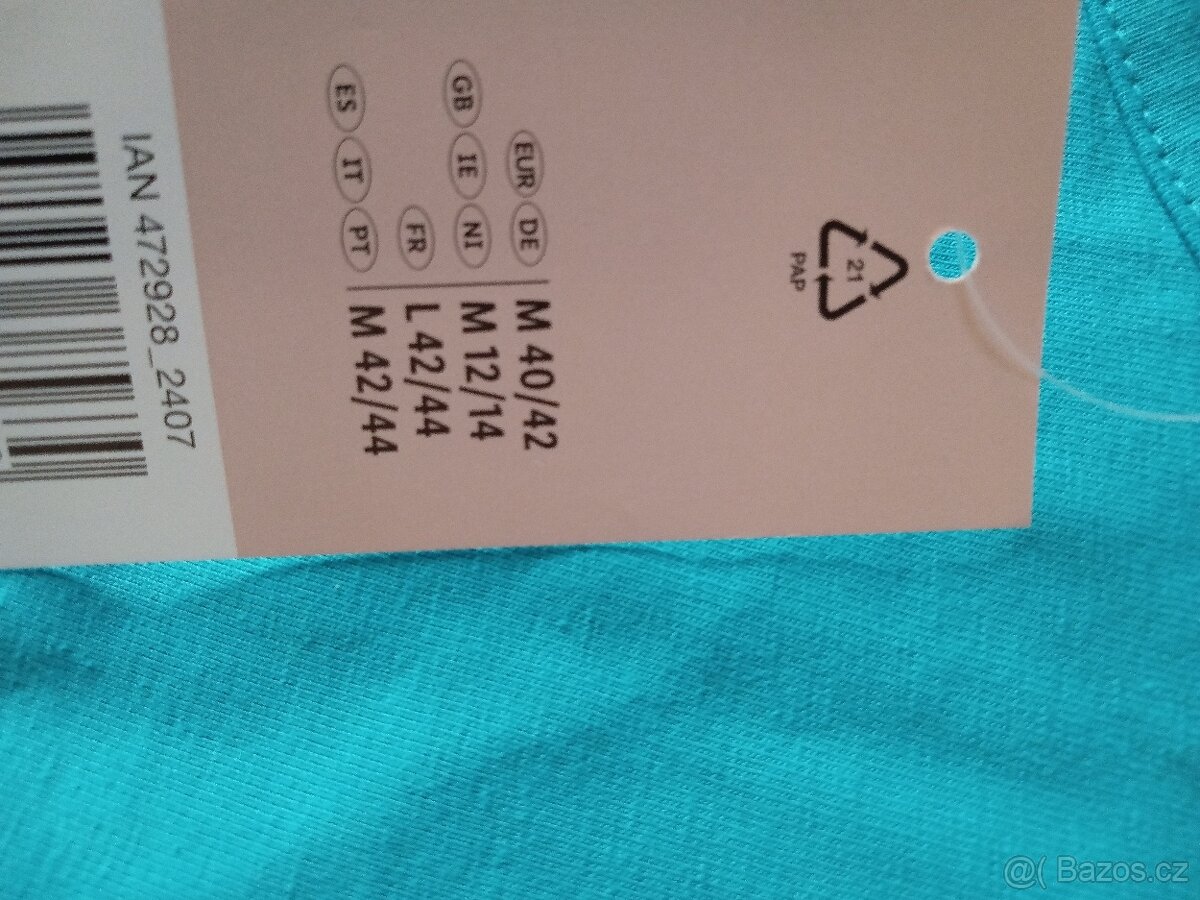 21
PAP
EUR DE M 40/42
GB IE NI M 12/14
FR L 42/44
ES IT PT M 42/44
IAN 472928_2407
@( Bazos.cz